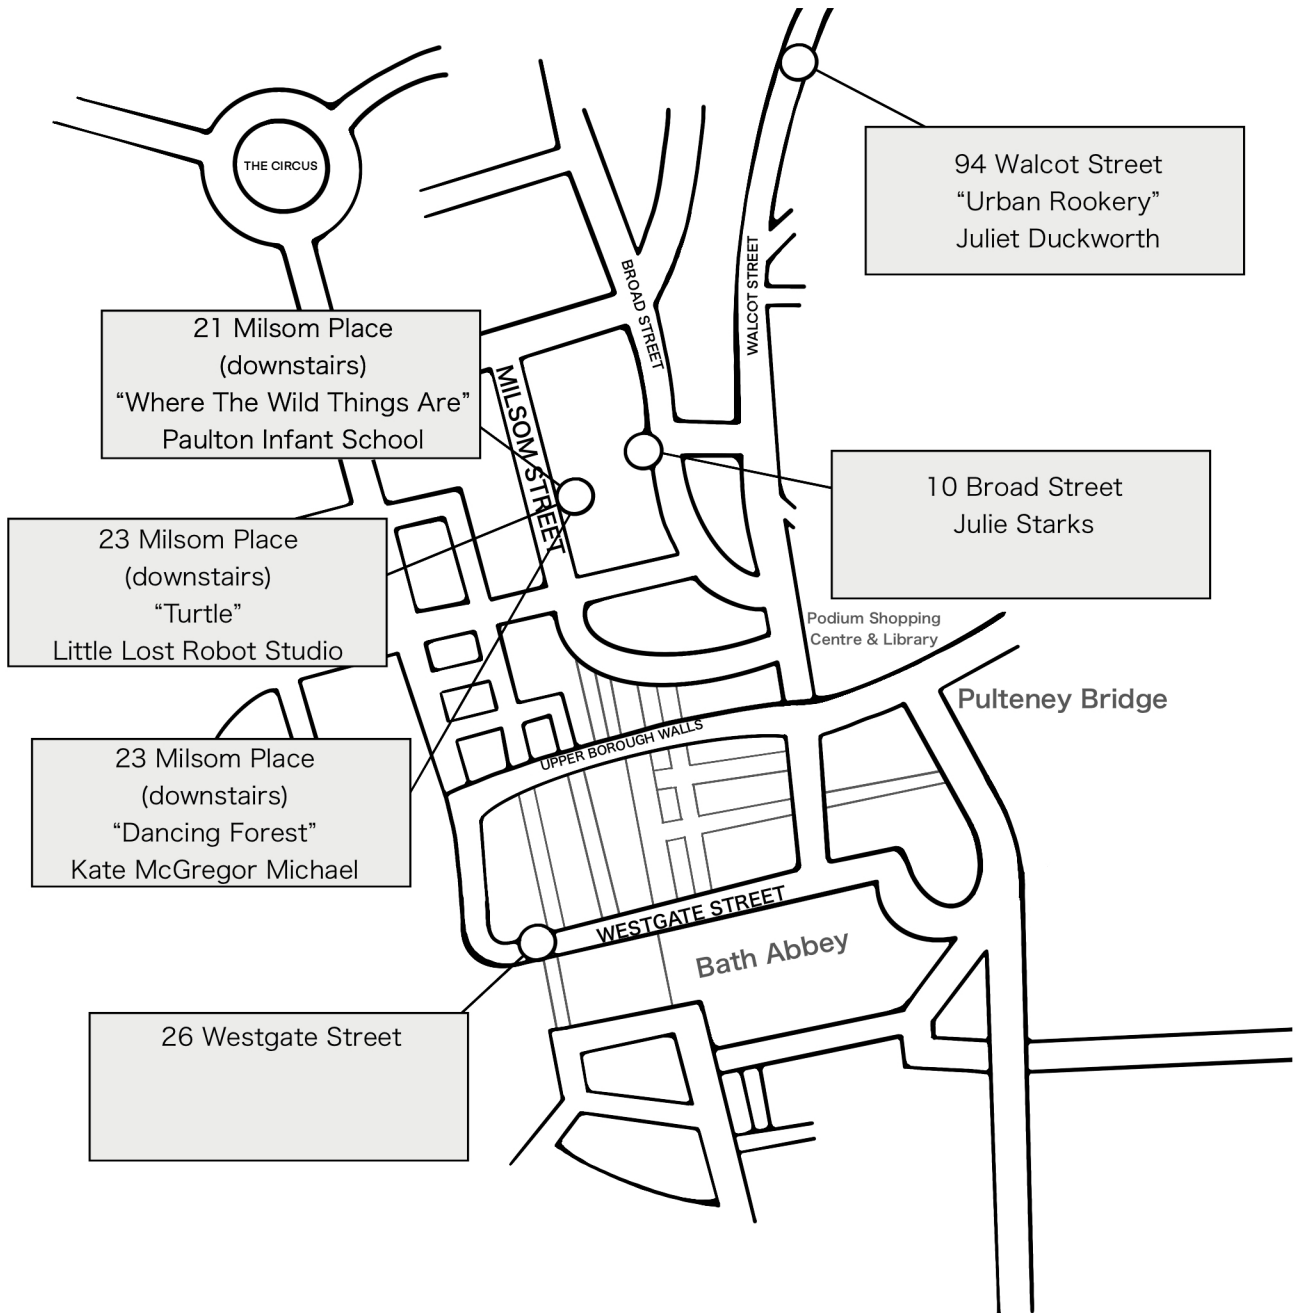 THE CIRCUS
94 Walcot Street
“Urban Rookery”
Juliet Duckworth
BROAD STREET
WALCOT STREET
21 Milsom Place
(downstairs)
“Where The Wild Things Are”
Paulton Infant School
MILSOM STREET
10 Broad Street
Julie Starks
23 Milsom Place
(downstairs)
“Turtle”
Little Lost Robot Studio
Podium Shopping
Centre & Library
Pulteney Bridge
UPPER BOROUGH WALLS
23 Milsom Place
(downstairs)
“Dancing Forest”
Kate McGregor Michael
WESTGATE STREET
Bath Abbey
26 Westgate Street